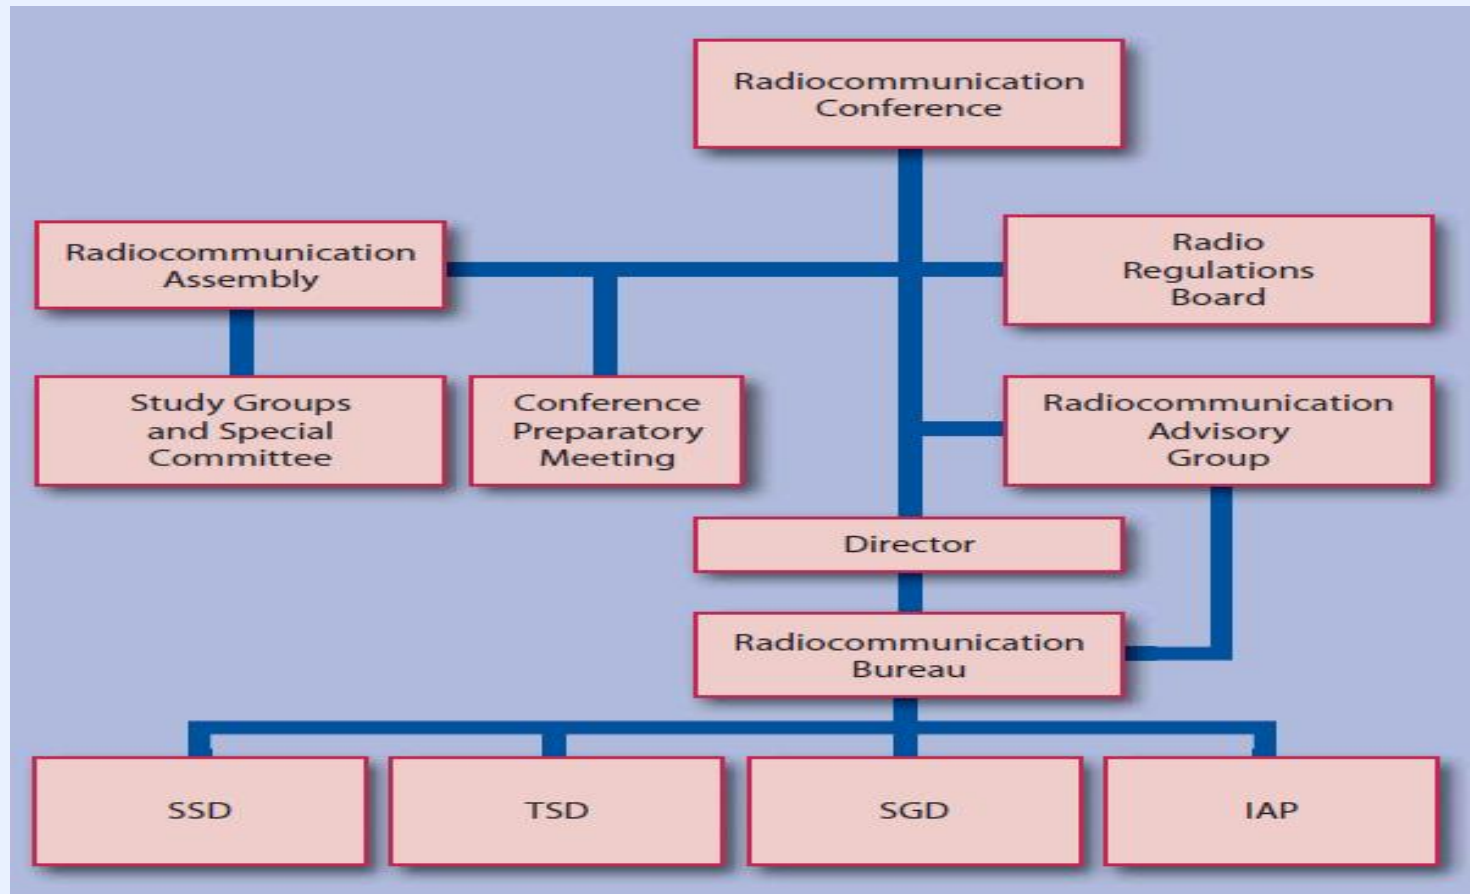 Radiocommunication
Conference
Radiocommunication
Assembly
Radio
Regulations
Board
Study Groups
and Special
Committee
Conference
Preparatory
Meeting
Radiocommunication
Advisory
Group
Director
Radiocommunication
Bureau
SSD
TSD
SGD
IAP